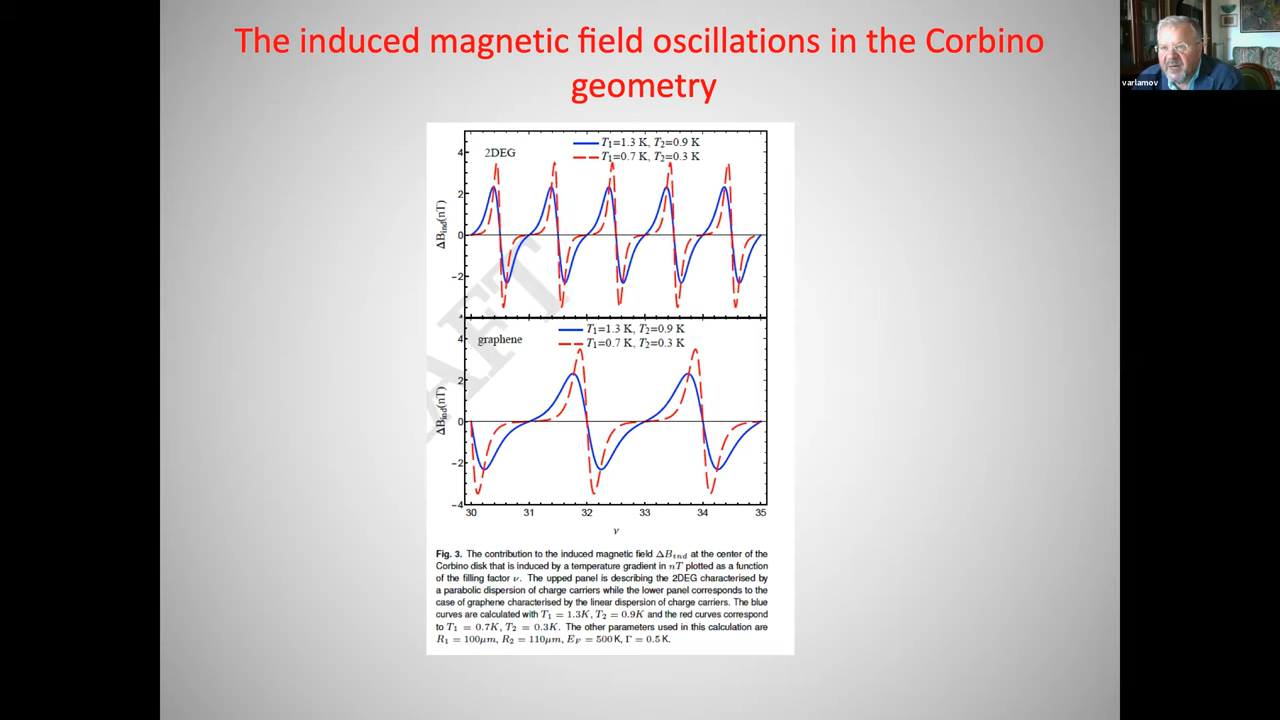 The induced magnetic field oscillations in the Corbino
geometry
varlamov
2DEG
T1=1.3 K, T2=0.9 K
T1=0.7 K, T2=0.3 K
4
2
0
−2
ΔBind(nT)
graphene
T1=1.3 K, T2=0.9 K
T1=0.7 K, T2=0.3 K
4
2
0
−2
−4
ΔBind(nT)
30 31 32 33 34 35
ν
AFT
Fig. 3. The contribution to the induced magnetic field ΔBind at the center of the
Corbino disk that is induced by a temperature gradient in nT plotted as a function
of the filling factor ν. The upped panel is describing the 2DEG characterised by
a parabolic dispersion of charge carriers while the lower panel corresponds to the
case of graphene characterised by the linear dispersion of charge carriers. The blue
curves are calculated with T1 = 1.3K, T2 = 0.9K and the red curves correspond
to T1 = 0.7K, T2 = 0.3K. The other parameters used in this calculation are
R1 = 100μm, R2 = 110μm, EF = 500K, Γ = 0.5 K.